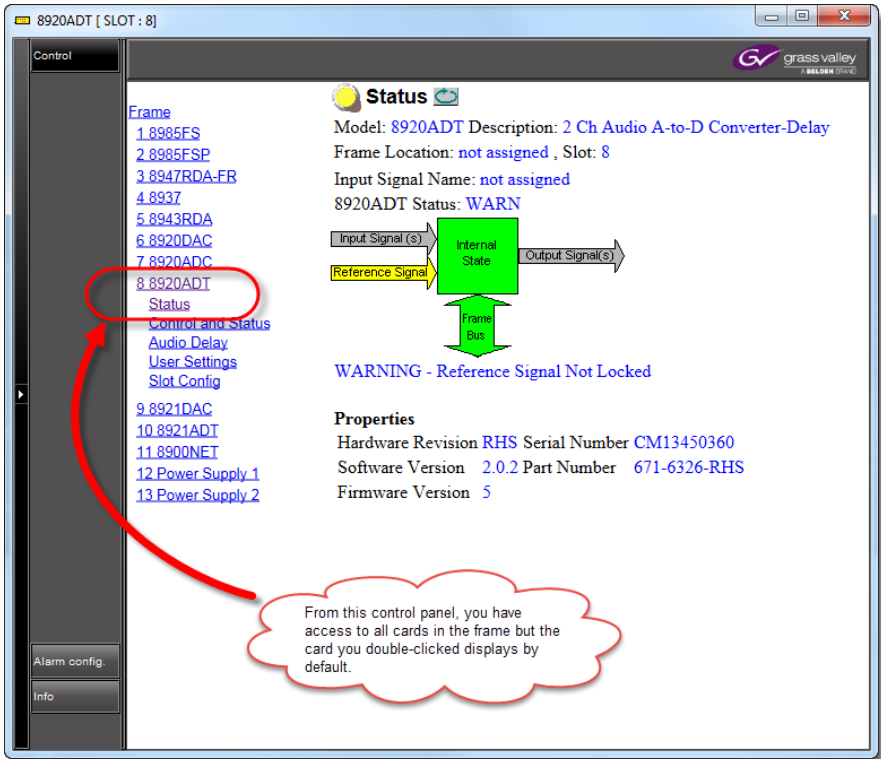 8920ADT [ SLOT : 8]
Control
grass valley
A BELDEN BRAND
Frame
1 8985FS
2 8985FSP
3 8947RDA-FR
4 8937
5 8943RDA
6 8920DAC
7 8920ADC
8 8920ADT
Status
Control and Status
Audio Delay
User Settings
Slot Config
9 8921DAC
10 8921ADT
11 8900NET
12 Power Supply 1
13 Power Supply 2
Status
Model: 8920ADT Description: 2 Ch Audio A-to-D Converter-Delay
Frame Location: not assigned , Slot: 8
Input Signal Name: not assigned
8920ADT Status: WARN
Input Signal (s)
Reference Signal
Internal
State
Output Signal(s)
Frame
Bus
WARNING - Reference Signal Not Locked
Properties
Hardware Revision RHS Serial Number CM13450360
Software Version 2.0.2 Part Number 671-6326-RHS
Firmware Version 5
From this control panel, you have
access to all cards in the frame but the
card you double-clicked displays by
default.
Alarm config.
Info